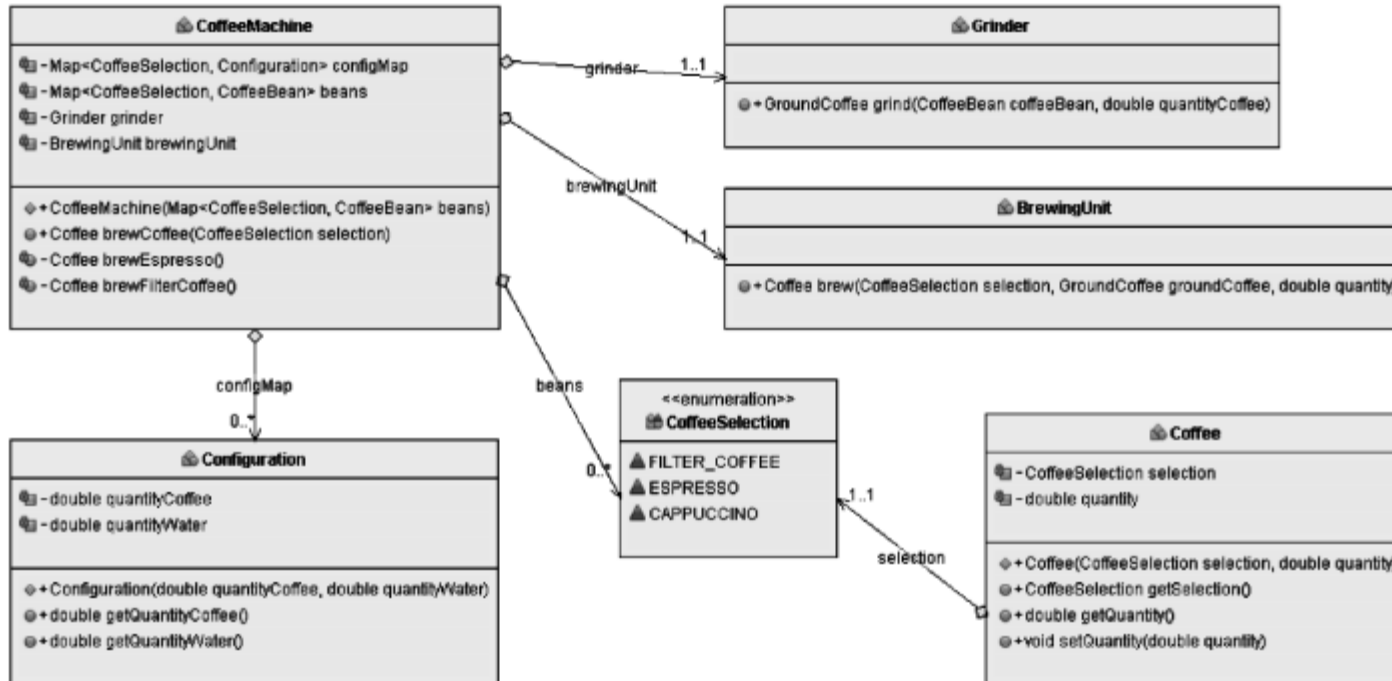 CoffeeMachine
- Map<CoffeeSelection, Configuration> configMap
- Map<CoffeeSelection, CoffeeBean> beans
- Grinder grinder
- BrewingUnit brewingUnit
+ CoffeeMachine(Map<CoffeeSelection, CoffeeBean> beans)
+ Coffee brewCoffee(CoffeeSelection selection)
- Coffee brewEspresso()
- Coffee brewFilterCoffee()
grinder
1..1
Grinder
+ GroundCoffee grind(CoffeeBean coffeeBean, double quantityCoffee)
brewingUnit
1..1
BrewingUnit
+ Coffee brew(CoffeeSelection selection, GroundCoffee groundCoffee, double quantity
configMap
0..*
beans
0..*
Configuration
- double quantityCoffee
- double quantityWater
+ Configuration(double quantityCoffee, double quantityWater)
+ double getQuantityCoffee()
+ double getQuantityWater()
<<enumeration>>
CoffeeSelection
FILTER_COFFEE
ESPRESSO
CAPPUCCINO
1..1
selection
Coffee
- CoffeeSelection selection
- double quantity
+ Coffee(CoffeeSelection selection, double quantity
+ CoffeeSelection getSelection()
+ double getQuantity()
+ void setQuantity(double quantity)